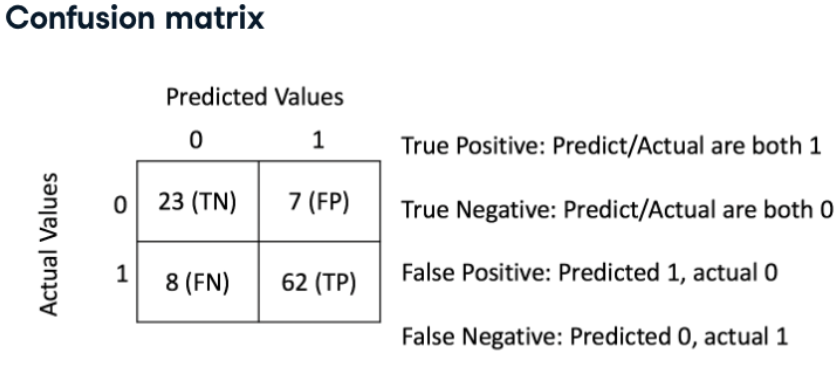 Confusion matrix
Predicted Values
0 1
Actual Values
0 23 (TN) 7 (FP)
1 8 (FN) 62 (TP)
True Positive: Predict/Actual are both 1
True Negative: Predict/Actual are both 0
False Positive: Predicted 1, actual 0
False Negative: Predicted 0, actual 1